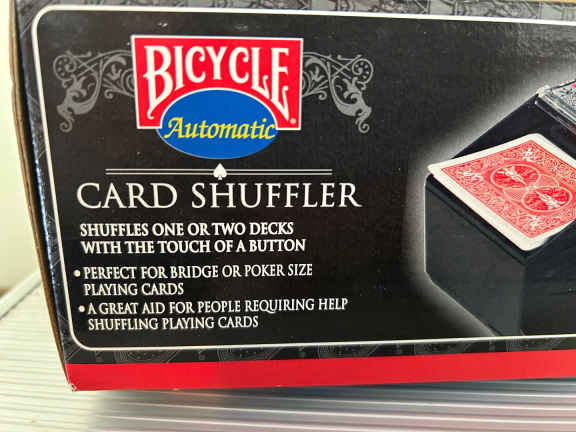 BICYCLE
Automatic
CARD SHUFFLER
SHUFFLES ONE OR TWO DECKS
WITH THE TOUCH OF A BUTTON
• PERFECT FOR BRIDGE OR POKER SIZE
PLAYING CARDS
• A GREAT AID FOR PEOPLE REQUIRING HELP
SHUFFLING PLAYING CARDS